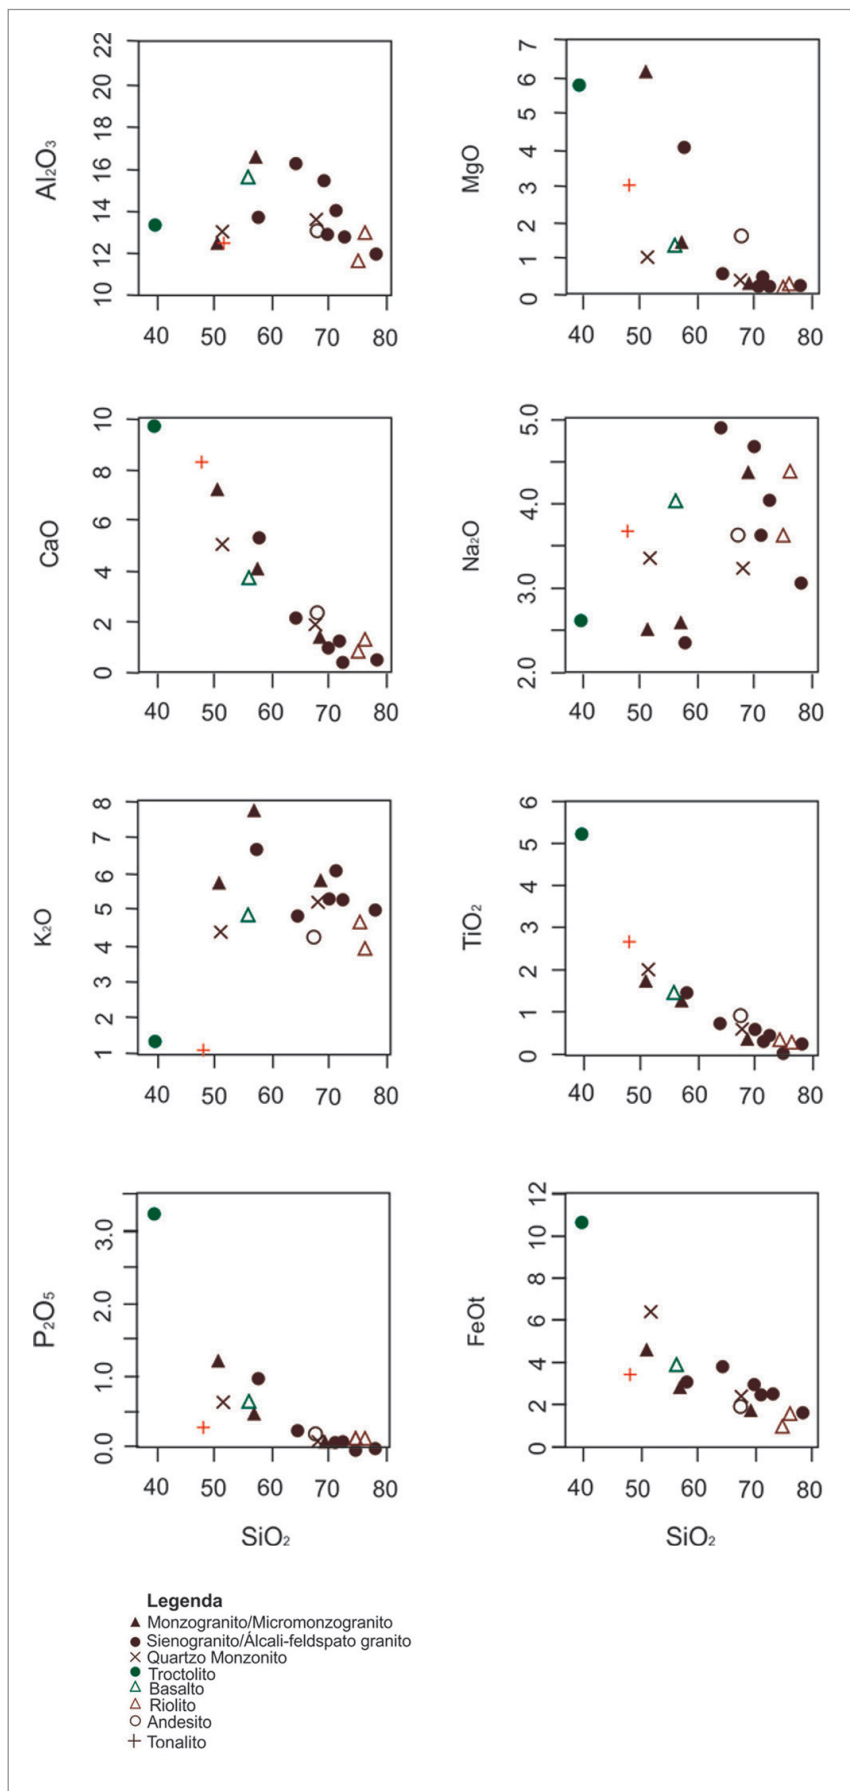 Al₂O₃
22
20
18
16
14
12
10
40 50 60 70 80
MgO
7
6
5
4
3
2
1
0
40 50 60 70 80
CaO
10
8
6
4
2
0
40 50 60 70 80
Na₂O
5.0
4.0
3.0
2.0
40 50 60 70 80
K₂O
8
7
6
5
4
3
2
1
40 50 60 70 80
TiO₂
6
5
4
3
2
1
0
40 50 60 70 80
P₂O₅
3.0
2.0
1.0
0.0
40 50 60 70 80
SiO₂
FeOt
12
10
8
6
4
2
0
40 50 60 70 80
SiO₂
Legenda
Monzogranito/Micromonzogranito
Sienogranito/Álcali-feldspato granito
Quartzo Monzonito
Troctolito
Basalto
Riolito
Andesito
Tonalito